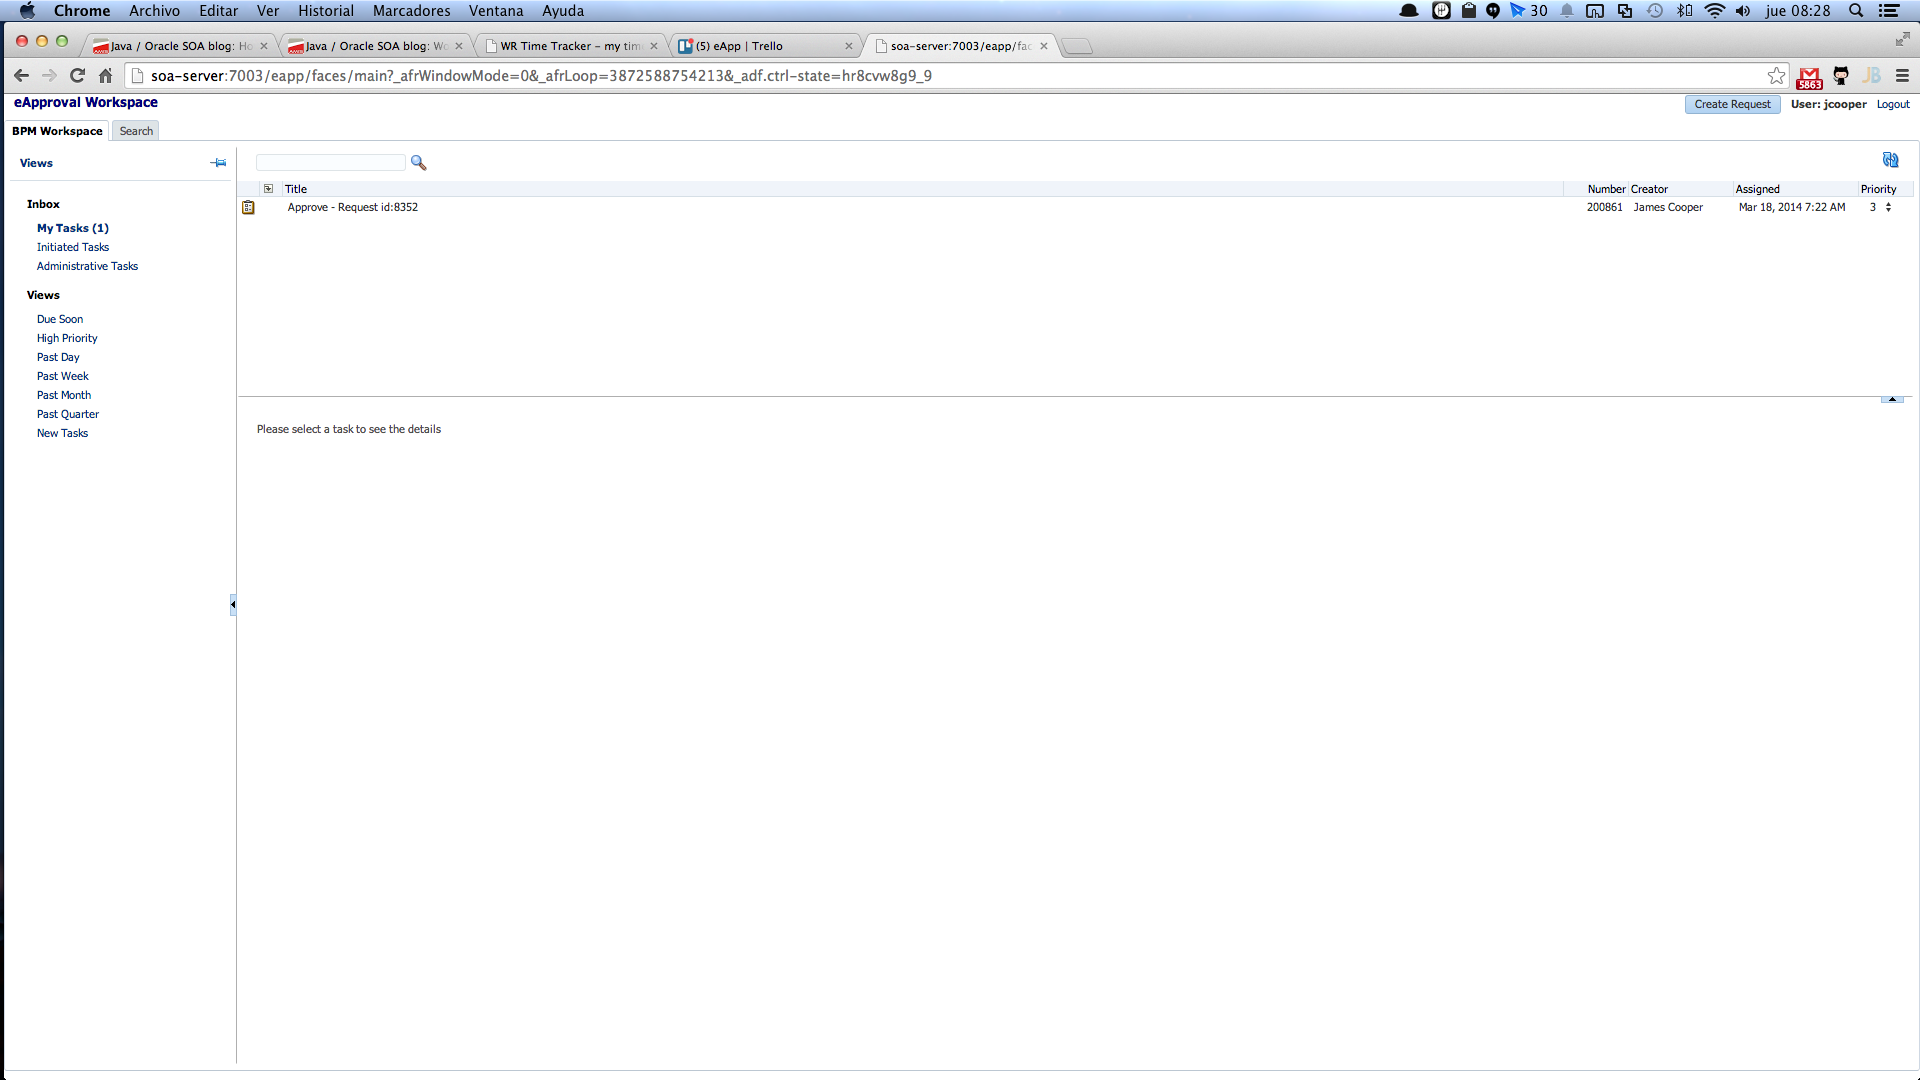 Chrome Archivo Editar Ver Historial Marcadores Ventana Ayuda 30 jue 08:28
Java / Oracle SOA blog: Ho Java / Oracle SOA blog: Wo WR Time Tracker – my tim (5) eApp | Trello soa-server:7003/eapp/fac
soa-server:7003/eapp/faces/main?_afrWindowMode=0&_afrLoop=3872588754213&_adf.ctrl-state=hr8cvw8g9_9 5863 JB
eApproval Workspace Create Request User: jcooper Logout
BPM Workspace Search
Views
Title Number Creator Assigned Priority
Approve - Request id:8352 200861 James Cooper Mar 18, 2014 7:22 AM 3
Inbox
My Tasks (1)
Initiated Tasks
Administrative Tasks
Views
Due Soon
High Priority
Past Day
Past Week
Past Month
Past Quarter
New Tasks
Please select a task to see the details